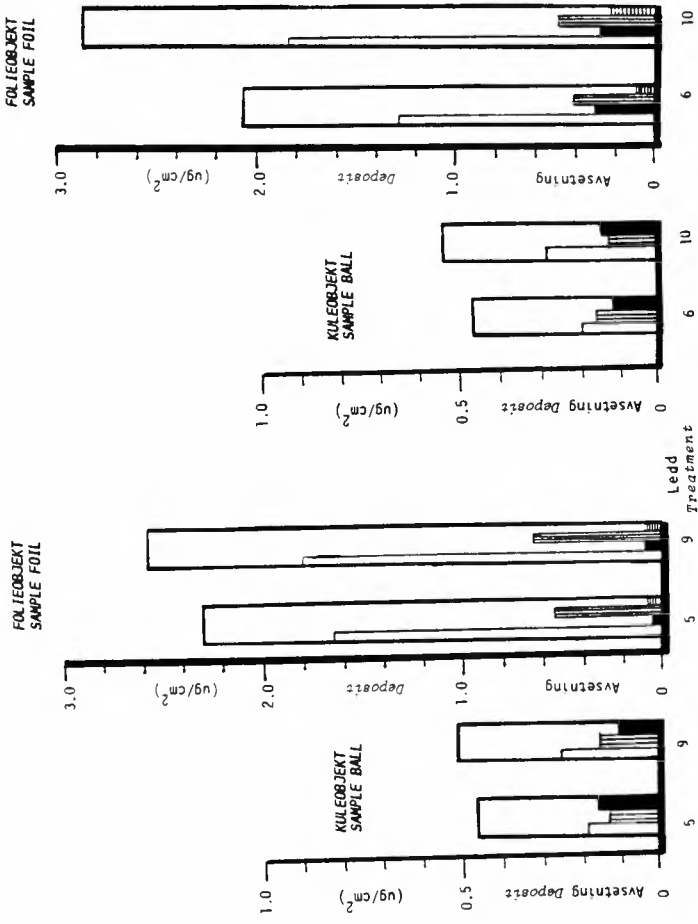 KULEOBJEKT
SAMPLE BALL
(ug/cm²)
Avsetning Deposit
1.0
0.5
0
5
9
FOLIEOBJEKT
SAMPLE FOIL
(ug/cm²)
Avsetning
Deposit
3.0
2.0
1.0
0
5
9
Ledd
Treatment
KULEOBJEKT
SAMPLE BALL
(ug/cm²)
Avsetning Deposit
1.0
0.5
0
6
10
FOLIEOBJEKT
SAMPLE FOIL
(ug/cm²)
Avsetning
Deposit
3.0
2.0
1.0
0
6
10